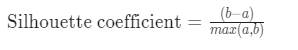 Silhouette coefficient = (b−a) / max(a,b)